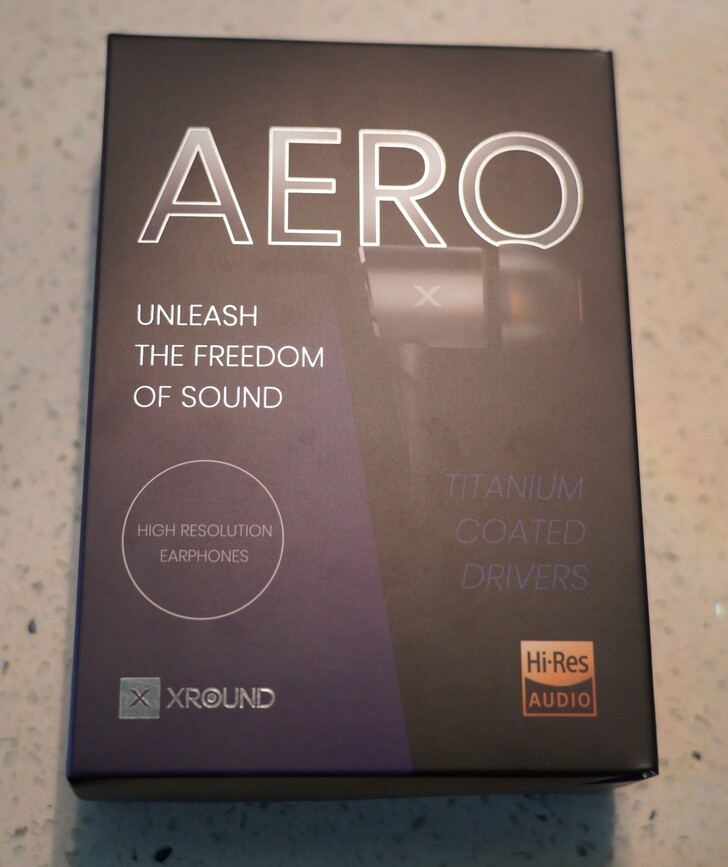 AERO
UNLEASH
THE FREEDOM
OF SOUND
HIGH RESOLUTION
EARPHONES
TITANIUM
COATED
DRIVERS
X XROUND
Hi-Res
AUDIO
X